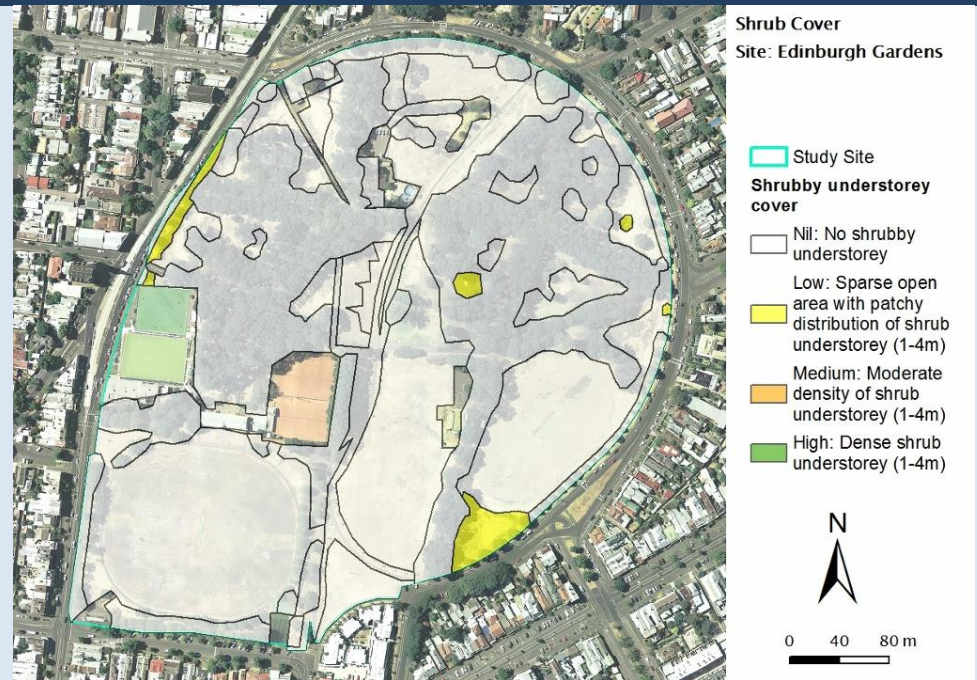 Shrub Cover
Site: Edinburgh Gardens
Study Site
Shrubby understorey
cover
Nil: No shrubby
understorey
Low: Sparse open
area with patchy
distribution of shrub
understorey (1-4m)
Medium: Moderate
density of shrub
understorey (1-4m)
High: Dense shrub
understorey (1-4m)
N
0 40 80 m